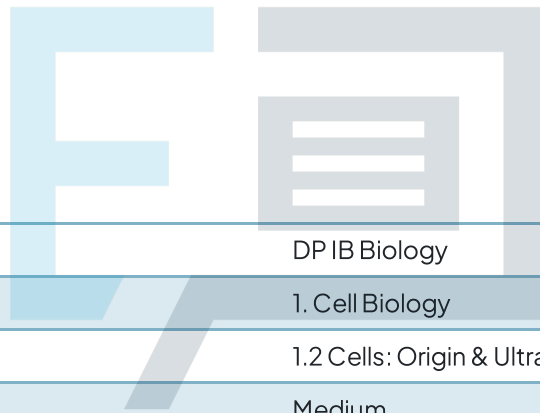 DP IB Biology
1. Cell Biology
1.2 Cells: Origin & Ultra
Medium